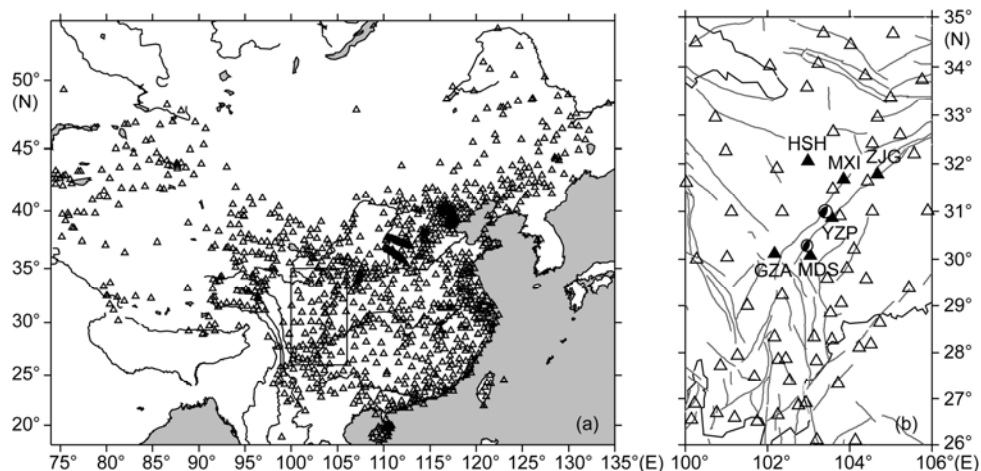 50°
(N)
45°
40°
35°
30°
25°
20°
75° 80° 85° 90° 95° 100° 105° 110° 115° 120° 125° 130° 135°(E)
(a)
35°
(N)
34°
33°
32°
31°
30°
29°
28°
27°
26°
HSH
MXI
ZJG
YZP
GZA MDS
(b)
100° 102° 104° 106° (E)